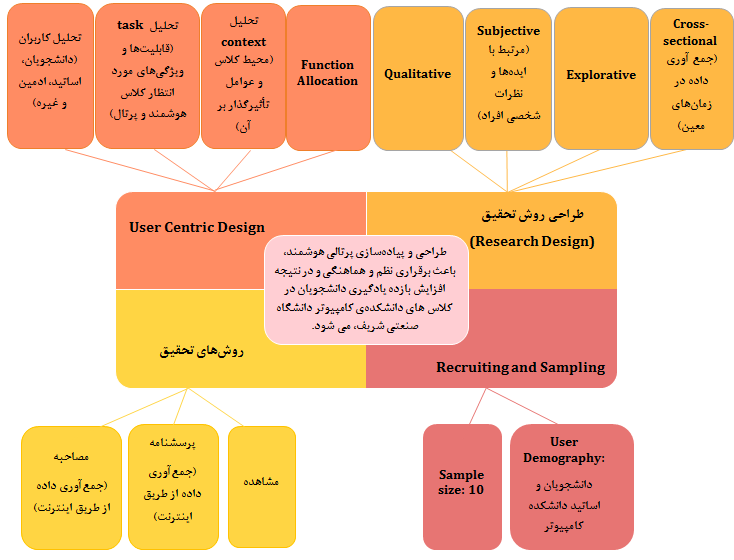 تحلیل کاربران
(دانشجویان،
اساتید، ادمین
و غیره)
تحلیل task
(قابلیت‌ها و
ویژگی‌های مورد
انتظار کلاس
هوشمند و پرتال)
تحلیل
context
(محیط کلاس
و عوامل
تأثیرگذار بر
آن)
Function
Allocation
Qualitative
Subjective
(مرتبط با
ایده‌ها و
نظرات
شخصی افراد)
Explorative
Cross-
sectional
(جمع آوری
داده در
زمان‌های
معین)
User Centric Design
طراحی روش تحقیق
(Research Design)
طراحی و پیاده‌سازی پرتالی هوشمند،
باعث برقراری نظم و هماهنگی و در نتیجه
افزایش بازده یادگیری دانشجویان در
کلاس های دانشکده‌ی کامپیوتر دانشگاه
صنعتی شریف، می شود.
روش‌های تحقیق
Recruiting and Sampling
مصاحبه
(جمع‌آوری داده
از طریق اینترنت)
پرسشنامه
(جمع‌آوری
داده از طریق
اینترنت)
مشاهده
Sample
size: 10
User
Demography:
دانشجویان و
اساتید دانشکده
کامپیوتر